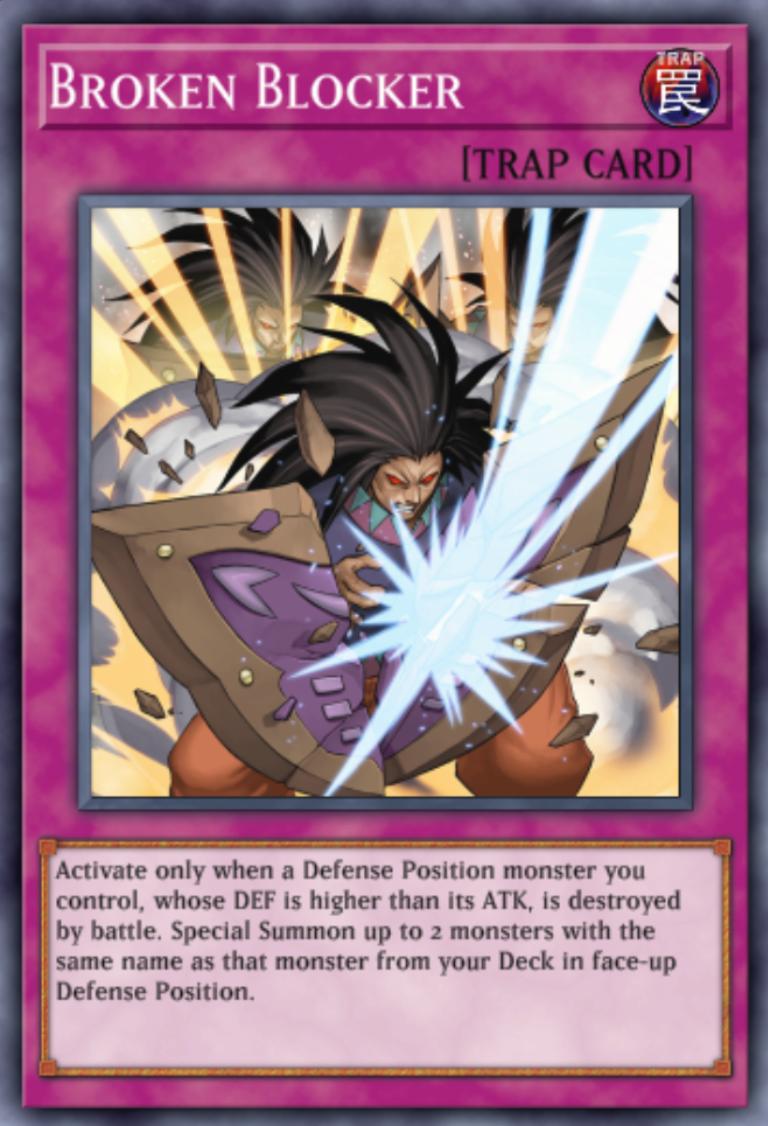 Broken Blocker
TRAP
罠
[TRAP CARD]
Activate only when a Defense Position monster you
control, whose DEF is higher than its ATK, is destroyed
by battle. Special Summon up to 2 monsters with the
same name as that monster from your Deck in face-up
Defense Position.